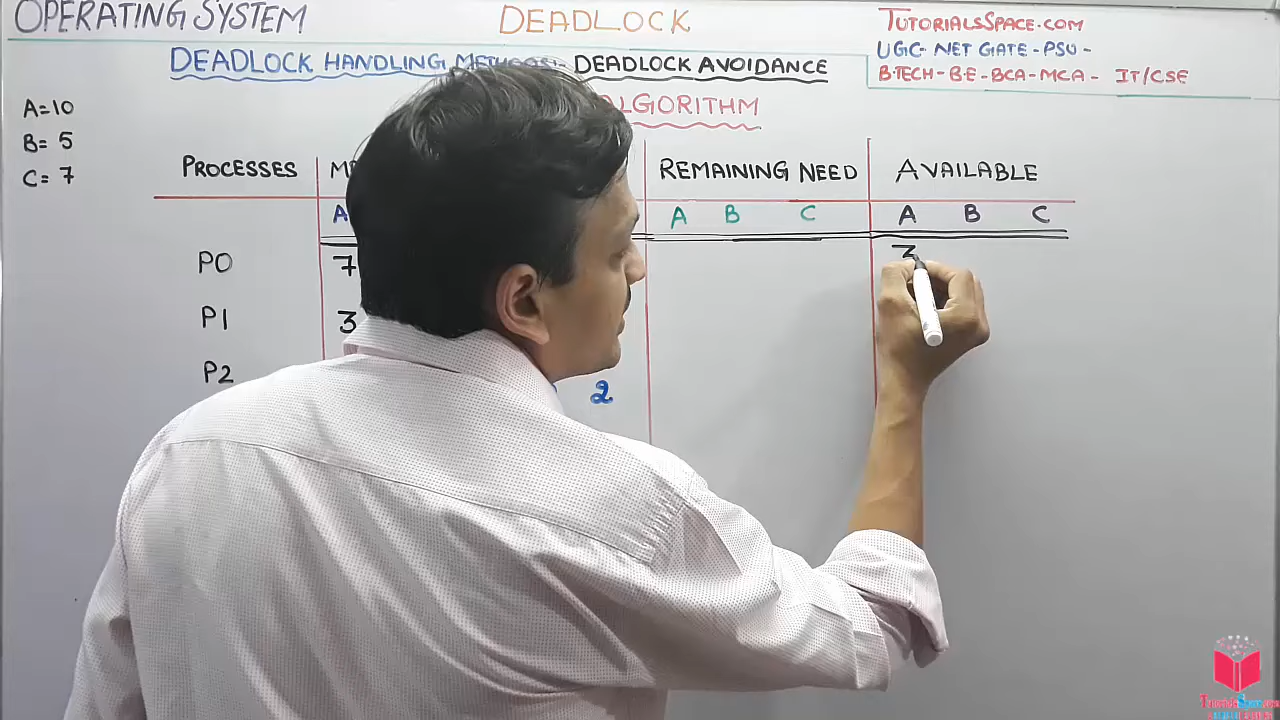 OPERATING SYSTEM DEADLOCK TUTORIALSSPACE.COM
UGC-NET GATE-PSU-
DEADLOCK HANDLING METHODS:- DEADLOCK AVOIDANCE
B.TECH-B.E-BCA-MCA- IT/CSE
ALGORITHM
A=10
B= 5
C= 7
PROCESSES REMAINING NEED AVAILABLE
A A B C A B C
P0 7 3
P1 3
P2 2